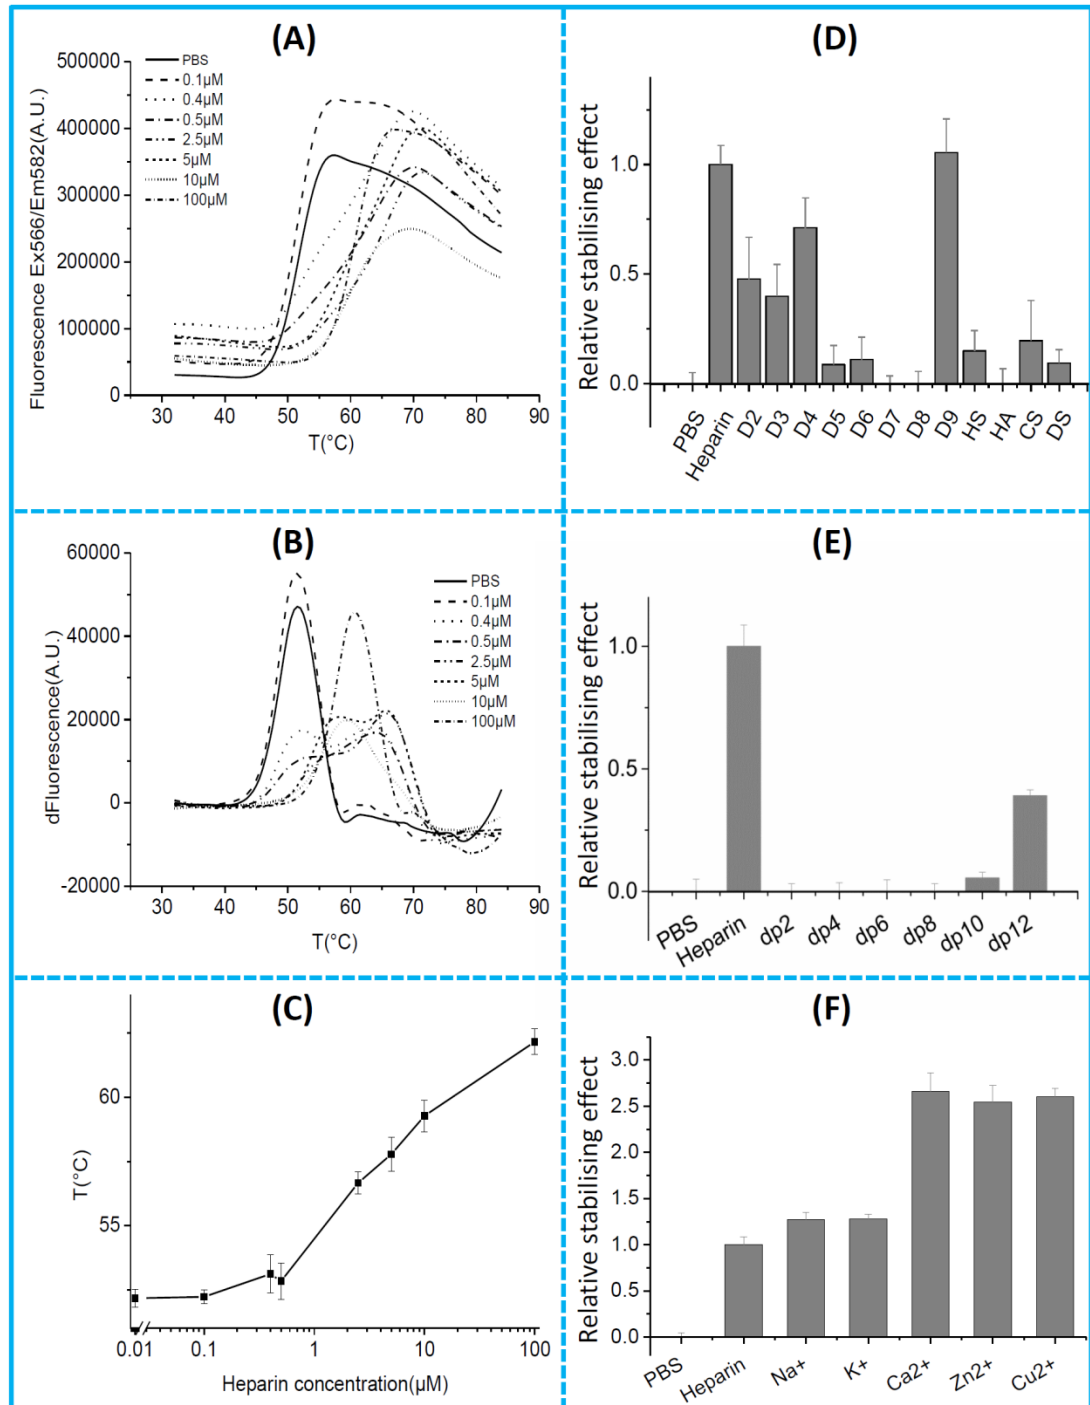 (A)
500000
400000
300000
200000
100000
0
Fluorescence Ex566/Em582(A.U.)
PBS
0.1µM
0.4µM
0.5µM
2.5µM
5µM
10µM
100µM
30 40 50 60 70 80 90
T(°C)
(D)
1.0
0.5
0.0
Relative stabilising effect
PBS Heparin D2 D3 D4 D5 D6 D7 D8 D9 HS HA CS DS
(B)
60000
40000
20000
0
-20000
dFluorescence(A.U.)
PBS
0.1µM
0.4µM
0.5µM
2.5µM
5µM
10µM
100µM
30 40 50 60 70 80 90
T(°C)
(E)
1.0
0.5
0.0
Relative stabilising effect
PBS Heparin dp2 dp4 dp6 dp8 dp10 dp12
(C)
60
55
T(°C)
0.01 0.1 1 10 100
Heparin concentration(µM)
(F)
3.0
2.5
2.0
1.5
1.0
0.5
0.0
Relative stabilising effect
PBS Heparin Na+ K+ Ca2+ Zn2+ Cu2+